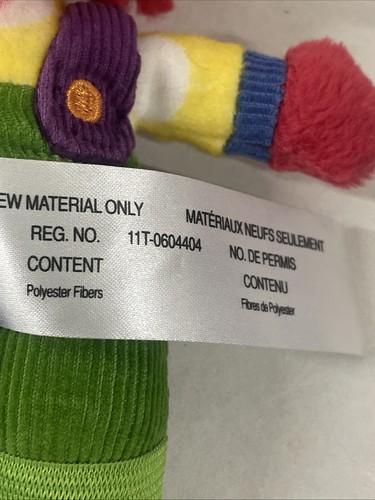 EW MATERIAL ONLY
REG. NO. 11T-0604404
CONTENT
Polyester Fibers
MATÉRIAUX NEUFS SEULEMENT
NO. DE PERMIS
CONTENU
Fibres de Polyester